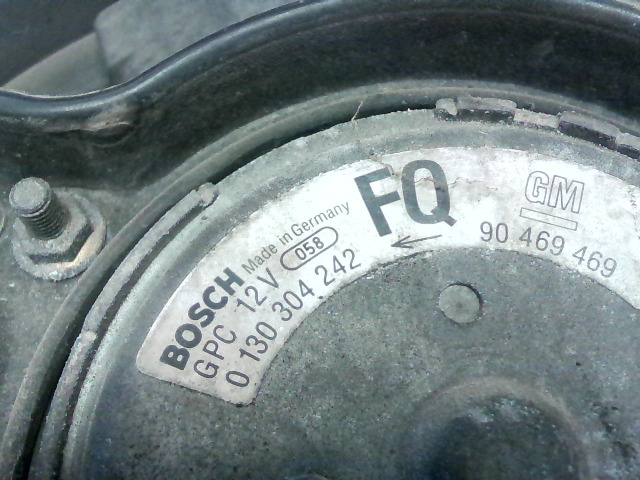 BOSCH Made in Germany
GPC 12V 058
0 130 304 242
FQ
GM
90 469 469